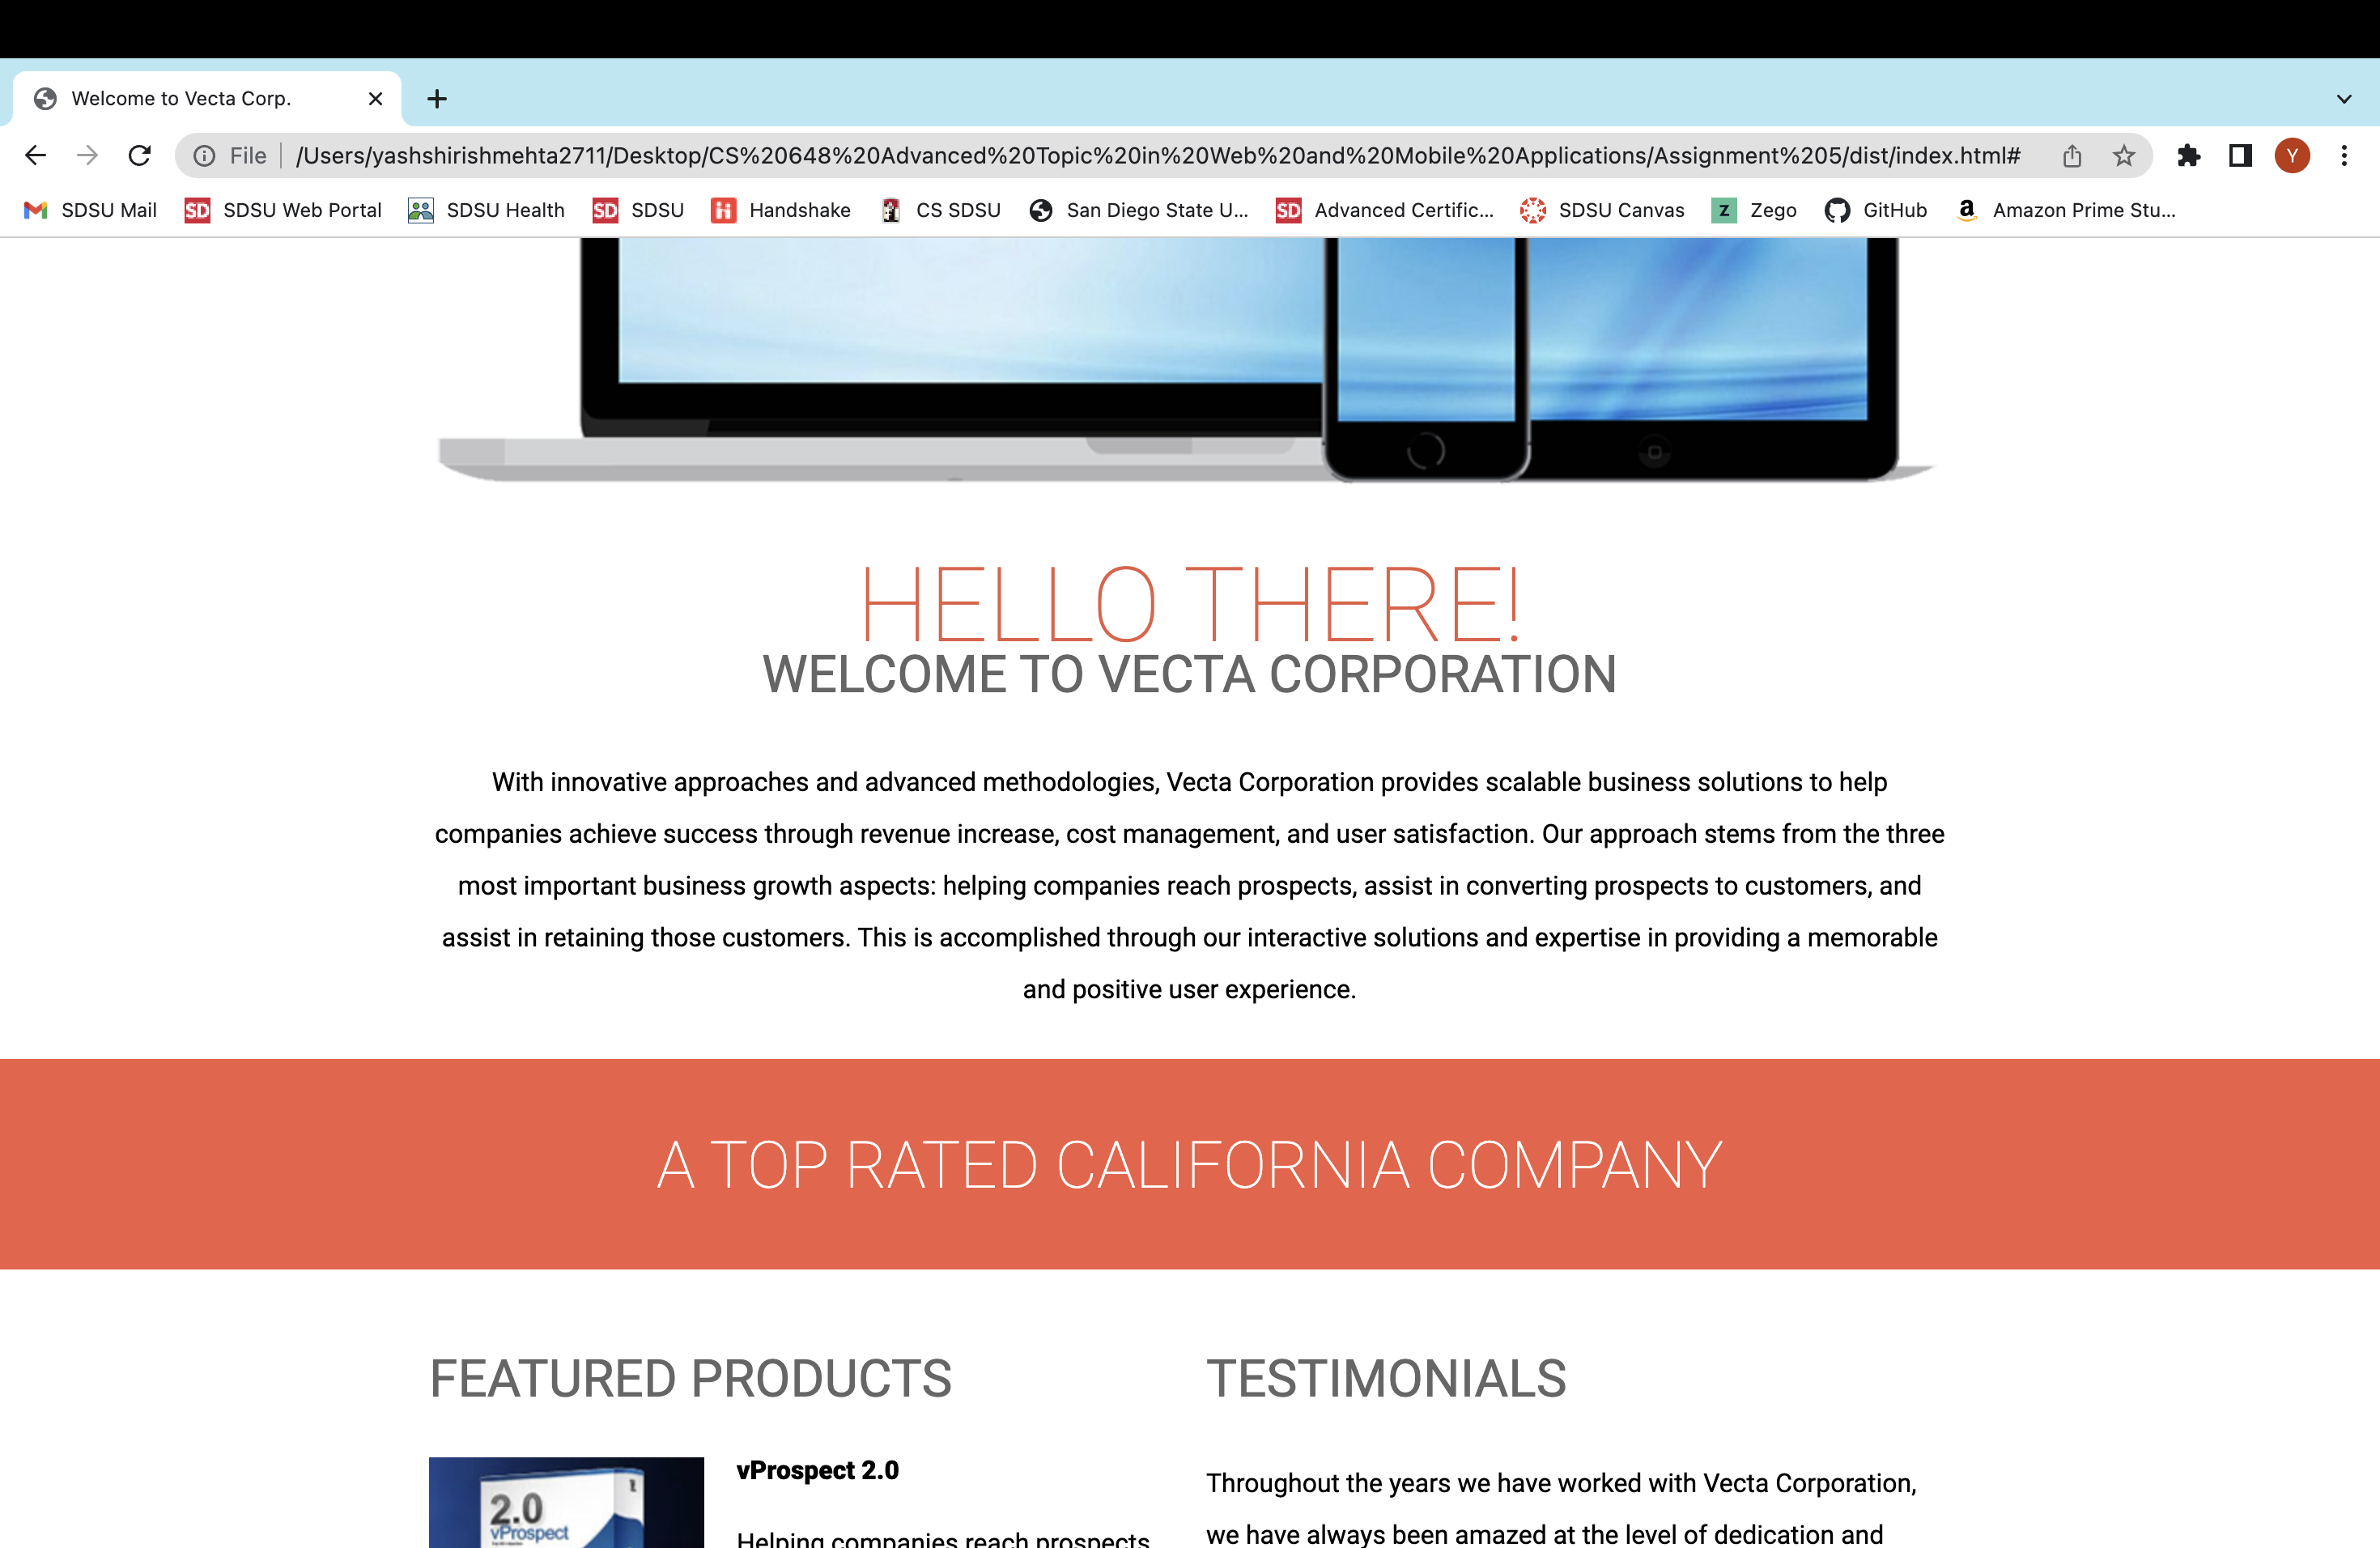 Welcome to Vecta Corp.
File /Users/yashshirishmehta2711/Desktop/CS%20648%20Advanced%20Topic%20in%20Web%20and%20Mobile%20Applications/Assignment%205/dist/index.html# Y
SDSU Mail SD SDSU Web Portal SDSU Health SD SDSU Handshake CS SDSU San Diego State U... SD Advanced Certific... SDSU Canvas Z Zego GitHub a Amazon Prime Stu...
HELLO THERE!
WELCOME TO VECTA CORPORATION
With innovative approaches and advanced methodologies, Vecta Corporation provides scalable business solutions to help
companies achieve success through revenue increase, cost management, and user satisfaction. Our approach stems from the three
most important business growth aspects: helping companies reach prospects, assist in converting prospects to customers, and
assist in retaining those customers. This is accomplished through our interactive solutions and expertise in providing a memorable
and positive user experience.
A TOP RATED CALIFORNIA COMPANY
FEATURED PRODUCTS
2.0
vProspect
vProspect 2.0
Helping companies reach prospects
TESTIMONIALS
Throughout the years we have worked with Vecta Corporation,
we have always been amazed at the level of dedication and